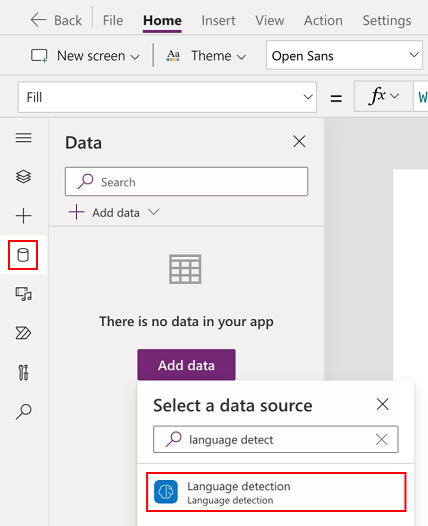 Back File Home Insert View Action Settings
New screen Aa Theme Open Sans
Fill = fx W
Data
Search
Add data
There is no data in your app
Add data
Select a data source
language detect
Language detection
Language detection